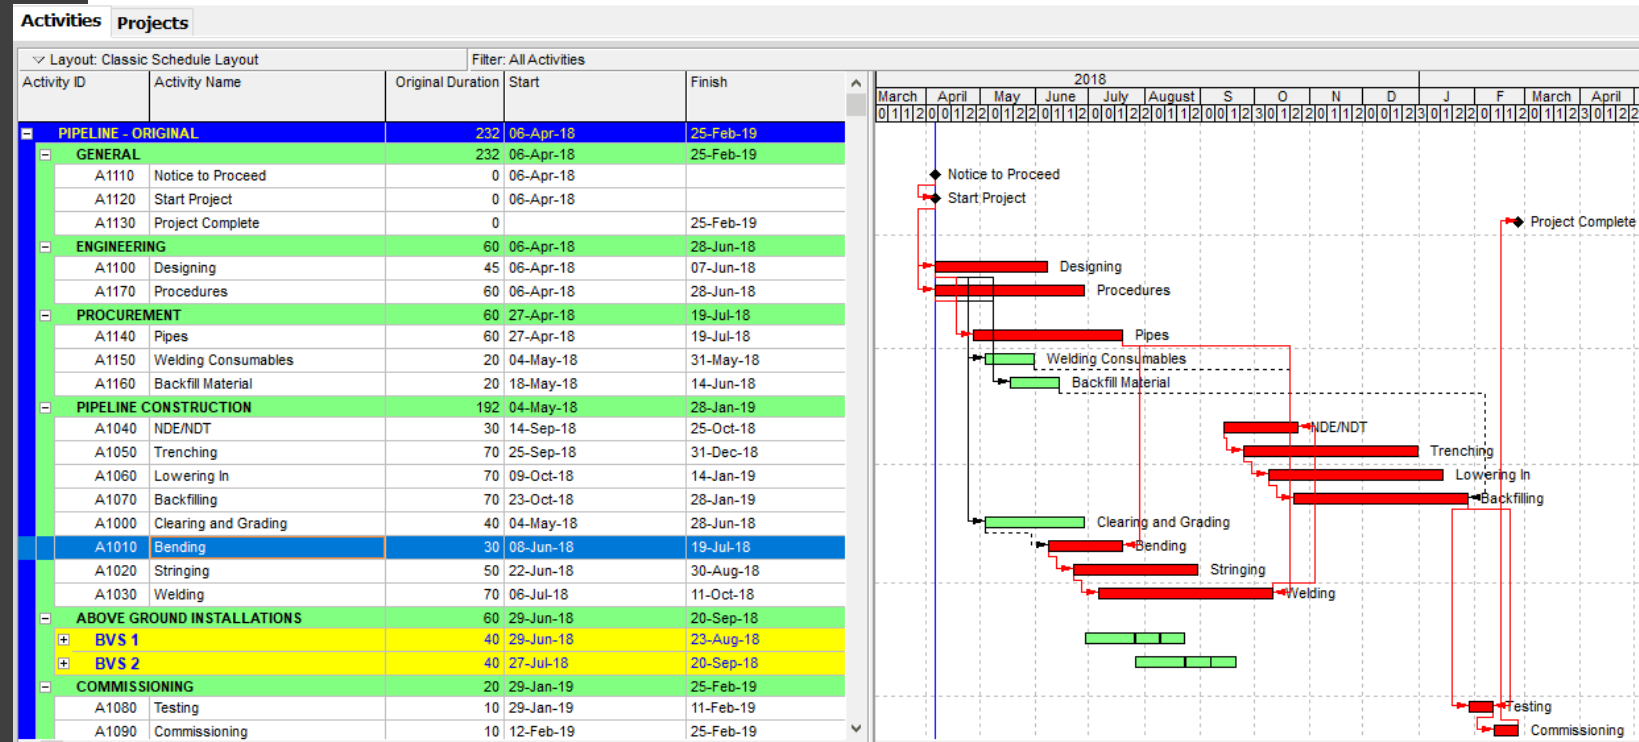 Activities Projects
Layout: Classic Schedule Layout Filter: All Activities
Activity ID Activity Name Original Duration Start Finish
2018
March April May June July August S O N D J F March April
PIPELINE - ORIGINAL 232 06-Apr-18 25-Feb-19
GENERAL 232 06-Apr-18 25-Feb-19
A1110 Notice to Proceed 0 06-Apr-18 Notice to Proceed
A1120 Start Project 0 06-Apr-18 Start Project
A1130 Project Complete 0 25-Feb-19 Project Complete
ENGINEERING 60 06-Apr-18 28-Jun-18
A1100 Designing 45 06-Apr-18 07-Jun-18 Designing
A1170 Procedures 60 06-Apr-18 28-Jun-18 Procedures
PROCUREMENT 60 27-Apr-18 19-Jul-18
A1140 Pipes 60 27-Apr-18 19-Jul-18 Pipes
A1150 Welding Consumables 20 04-May-18 31-May-18 Welding Consumables
A1160 Backfill Material 20 18-May-18 14-Jun-18 Backfill Material
PIPELINE CONSTRUCTION 192 04-May-18 28-Jan-19
A1040 NDE/NDT 30 14-Sep-18 25-Oct-18 NDE/NDT
A1050 Trenching 70 25-Sep-18 31-Dec-18 Trenching
A1060 Lowering In 70 09-Oct-18 14-Jan-19 Lowering In
A1070 Backfilling 70 23-Oct-18 28-Jan-19 Backfilling
A1000 Clearing and Grading 40 04-May-18 28-Jun-18 Clearing and Grading
A1010 Bending 30 08-Jun-18 19-Jul-18 Bending
A1020 Stringing 50 22-Jun-18 30-Aug-18 Stringing
A1030 Welding 70 06-Jul-18 11-Oct-18 Welding
ABOVE GROUND INSTALLATIONS 60 29-Jun-18 20-Sep-18
BVS 1 40 29-Jun-18 23-Aug-18
BVS 2 40 27-Jul-18 20-Sep-18
COMMISSIONING 20 29-Jan-19 25-Feb-19
A1080 Testing 10 29-Jan-19 11-Feb-19 Testing
A1090 Commissioning 10 12-Feb-19 25-Feb-19 Commissioning